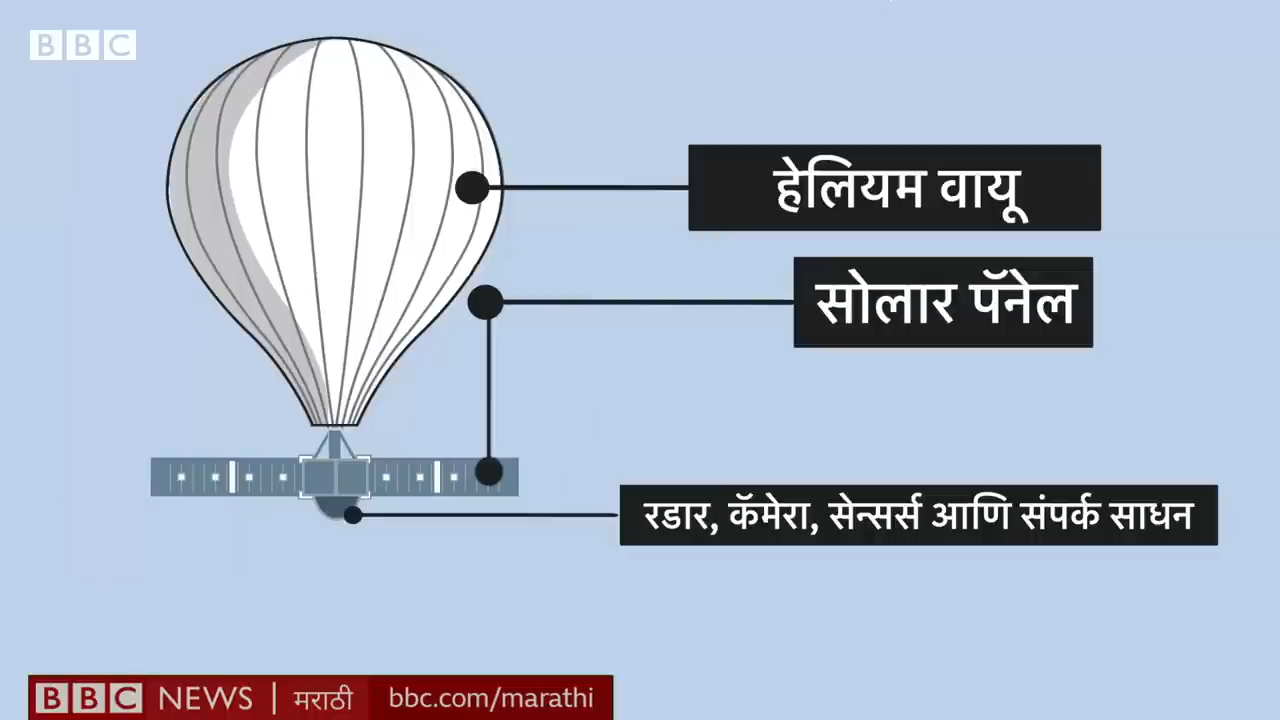 BBC
हेलियम वायू
सोलार पॅनेल
रडार, कॅमेरा, सेन्सर्स आणि संपर्क साधन
BBC NEWS | मराठी bbc.com/marathi